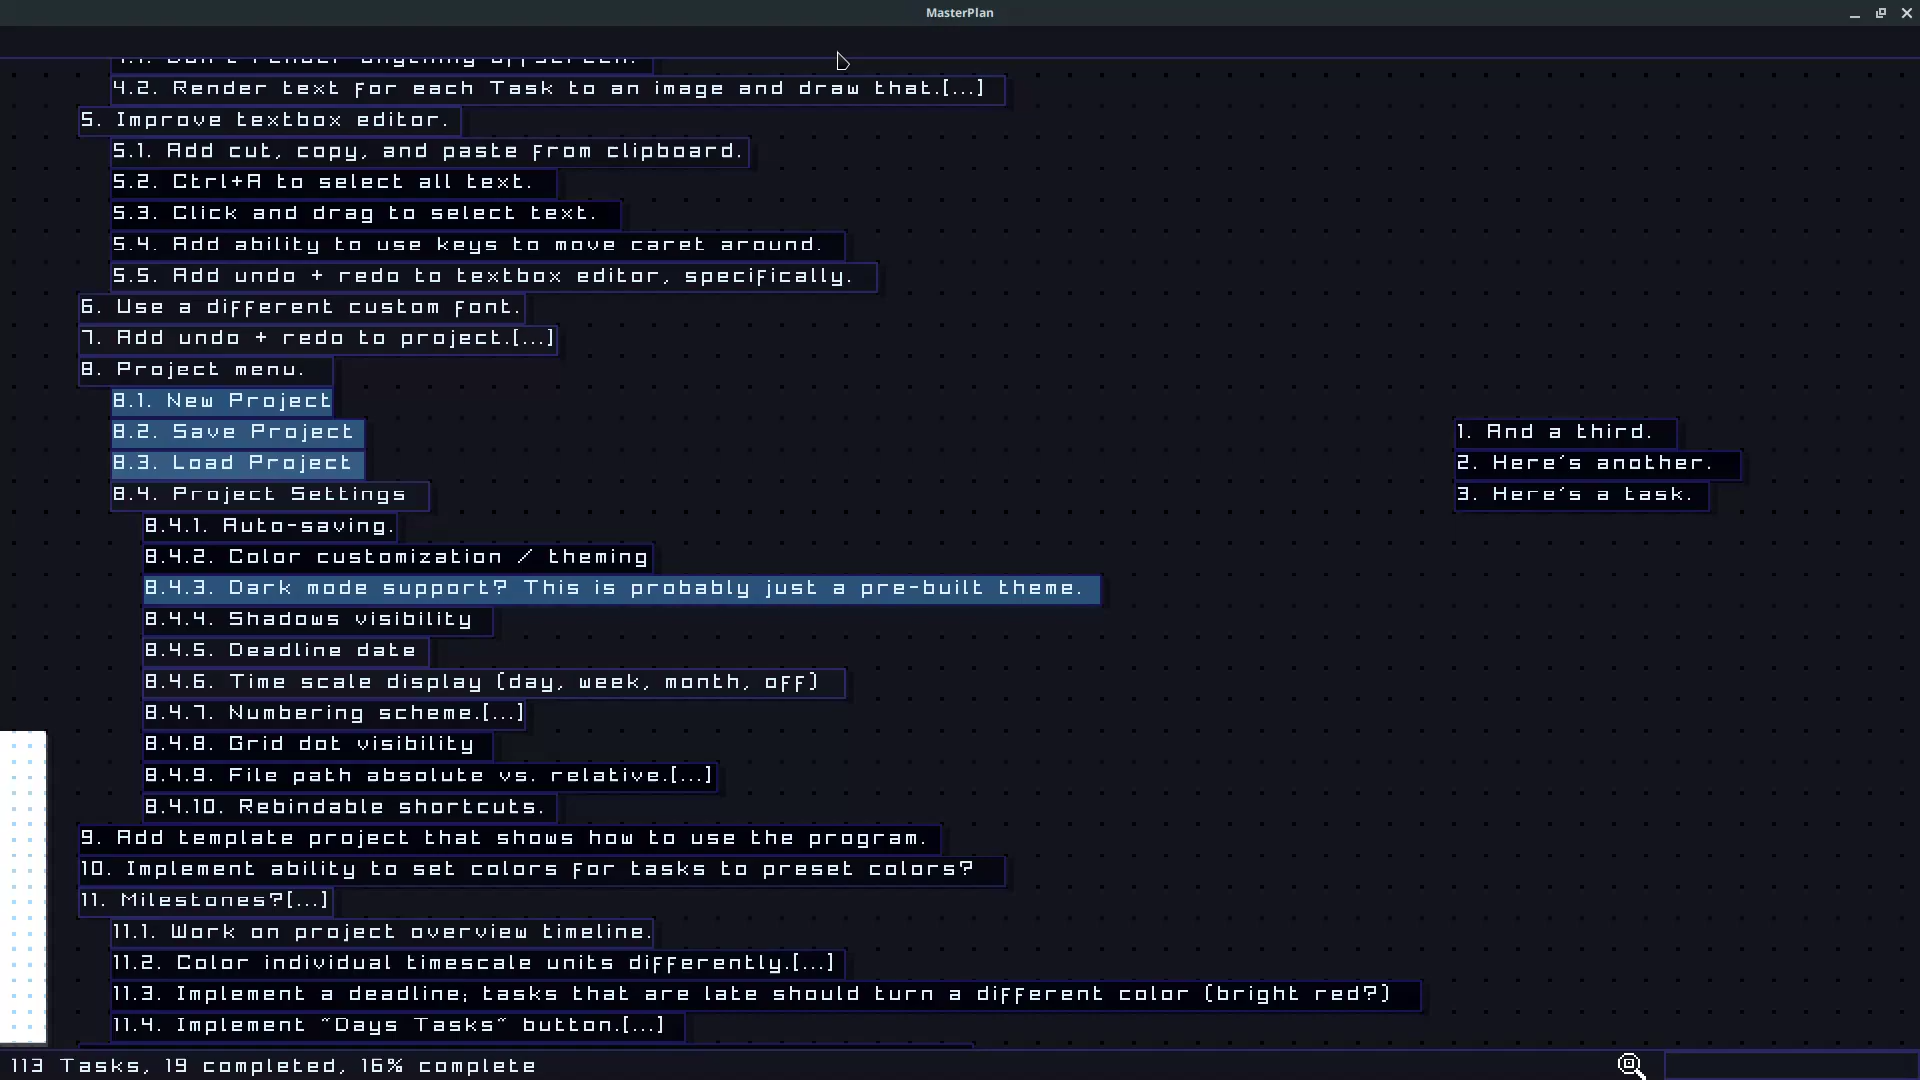 MasterPlan
4.1. Don't render anything offscreen.
4.2. Render text for each Task to an image and draw that.[...]
5. Improve textbox editor.
5.1. Add cut, copy, and paste from clipboard.
5.2. Ctrl+A to select all text.
5.3. Click and drag to select text.
5.4. Add ability to use keys to move caret around.
5.5. Add undo + redo to textbox editor, specifically.
6. Use a different custom font.
7. Add undo + redo to project.[...]
8. Project menu.
8.1. New Project
8.2. Save Project
8.3. Load Project
8.4. Project Settings
8.4.1. Auto-saving.
8.4.2. Color customization / theming
8.4.3. Dark mode support? This is probably just a pre-built theme.
8.4.4. Shadows visibility
8.4.5. Deadline date
8.4.6. Time scale display (day, week, month, off)
8.4.7. Numbering scheme.[...]
8.4.8. Grid dot visibility
8.4.9. File path absolute vs. relative.[...]
8.4.10. Rebindable shortcuts.
9. Add template project that shows how to use the program.
10. Implement ability to set colors for tasks to preset colors?
11. Milestones?[...]
11.1. Work on project overview timeline.
11.2. Color individual timescale units differently.[...]
11.3. Implement a deadline; tasks that are late should turn a different color (bright red?)
11.4. Implement "Days Tasks" button.[...]
1. And a third.
2. Here's another.
3. Here's a task.
113 Tasks, 19 completed, 16% complete